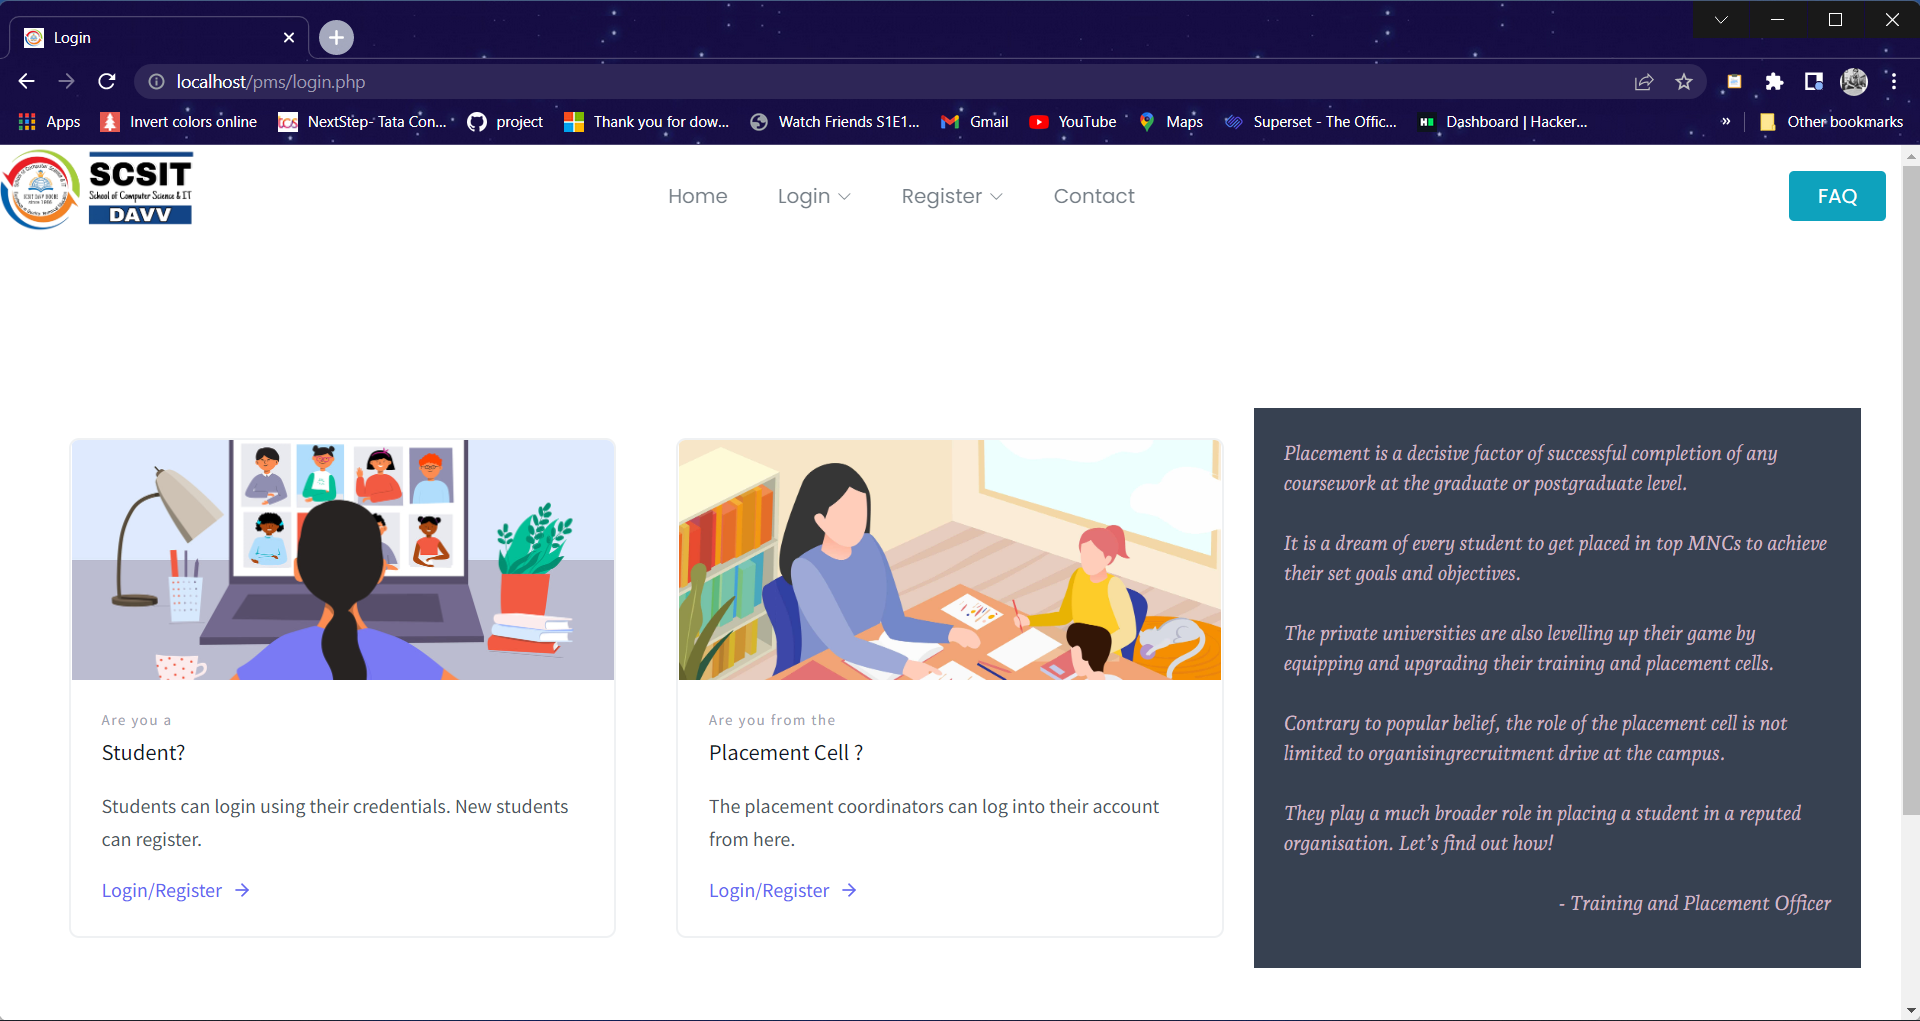 Login
localhost/pms/login.php
Apps
Invert colors online
NextStep- Tata Con...
project
Thank you for dow...
Watch Friends S1E1...
Gmail
YouTube
Maps
Superset - The Offic...
Dashboard | Hacker...
»
Other bookmarks
SCSIT
School of Computer Science & IT
DAVV
Home
Login
Register
Contact
FAQ
Are you a
Student?
Students can login using their credentials. New students
can register.
Login/Register →
Are you from the
Placement Cell ?
The placement coordinators can log into their account
from here.
Login/Register →
Placement is a decisive factor of successful completion of any
coursework at the graduate or postgraduate level.
It is a dream of every student to get placed in top MNCs to achieve
their set goals and objectives.
The private universities are also levelling up their game by
equipping and upgrading their training and placement cells.
Contrary to popular belief, the role of the placement cell is not
limited to organisingrecruitment drive at the campus.
They play a much broader role in placing a student in a reputed
organisation. Let's find out how!
- Training and Placement Officer